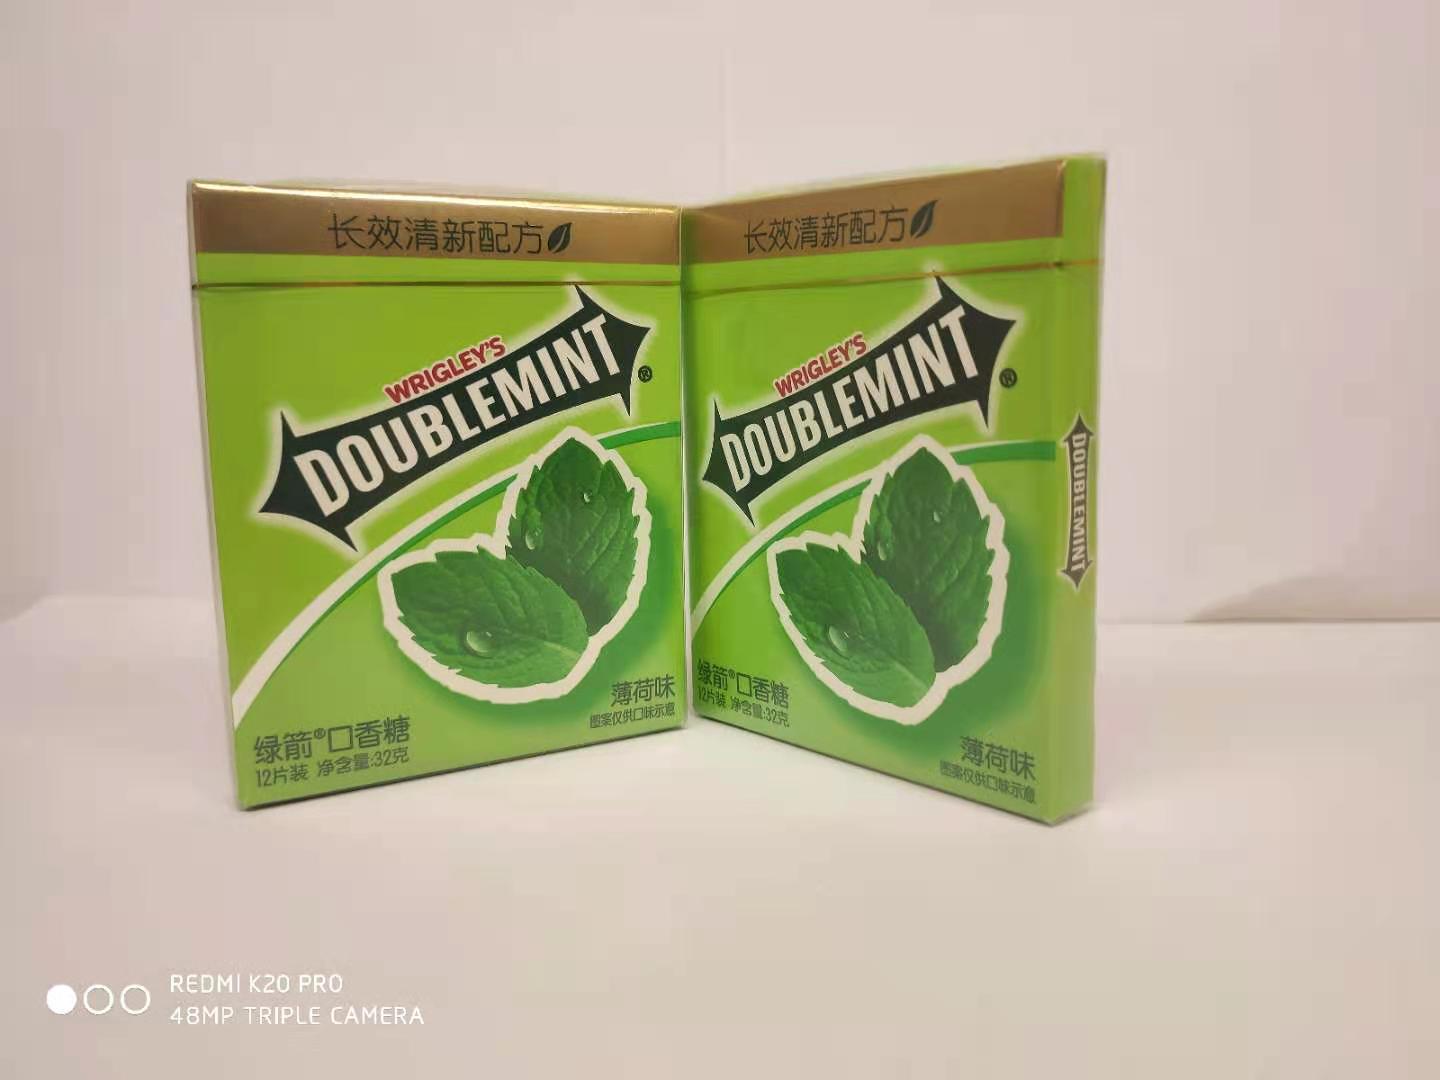 长效清新配方
WRIGLEY'S
DOUBLEMINT®
薄荷味
图案仅供口味示意
绿箭®口香糖
12片装 净含量:32克
长效清新配方
WRIGLEY'S
DOUBLEMINT®
DOUBLEMINT
绿箭®口香糖
12片装 净含量:32克
薄荷味
图案仅供口味示意
REDMI K20 PRO
48MP TRIPLE CAMERA